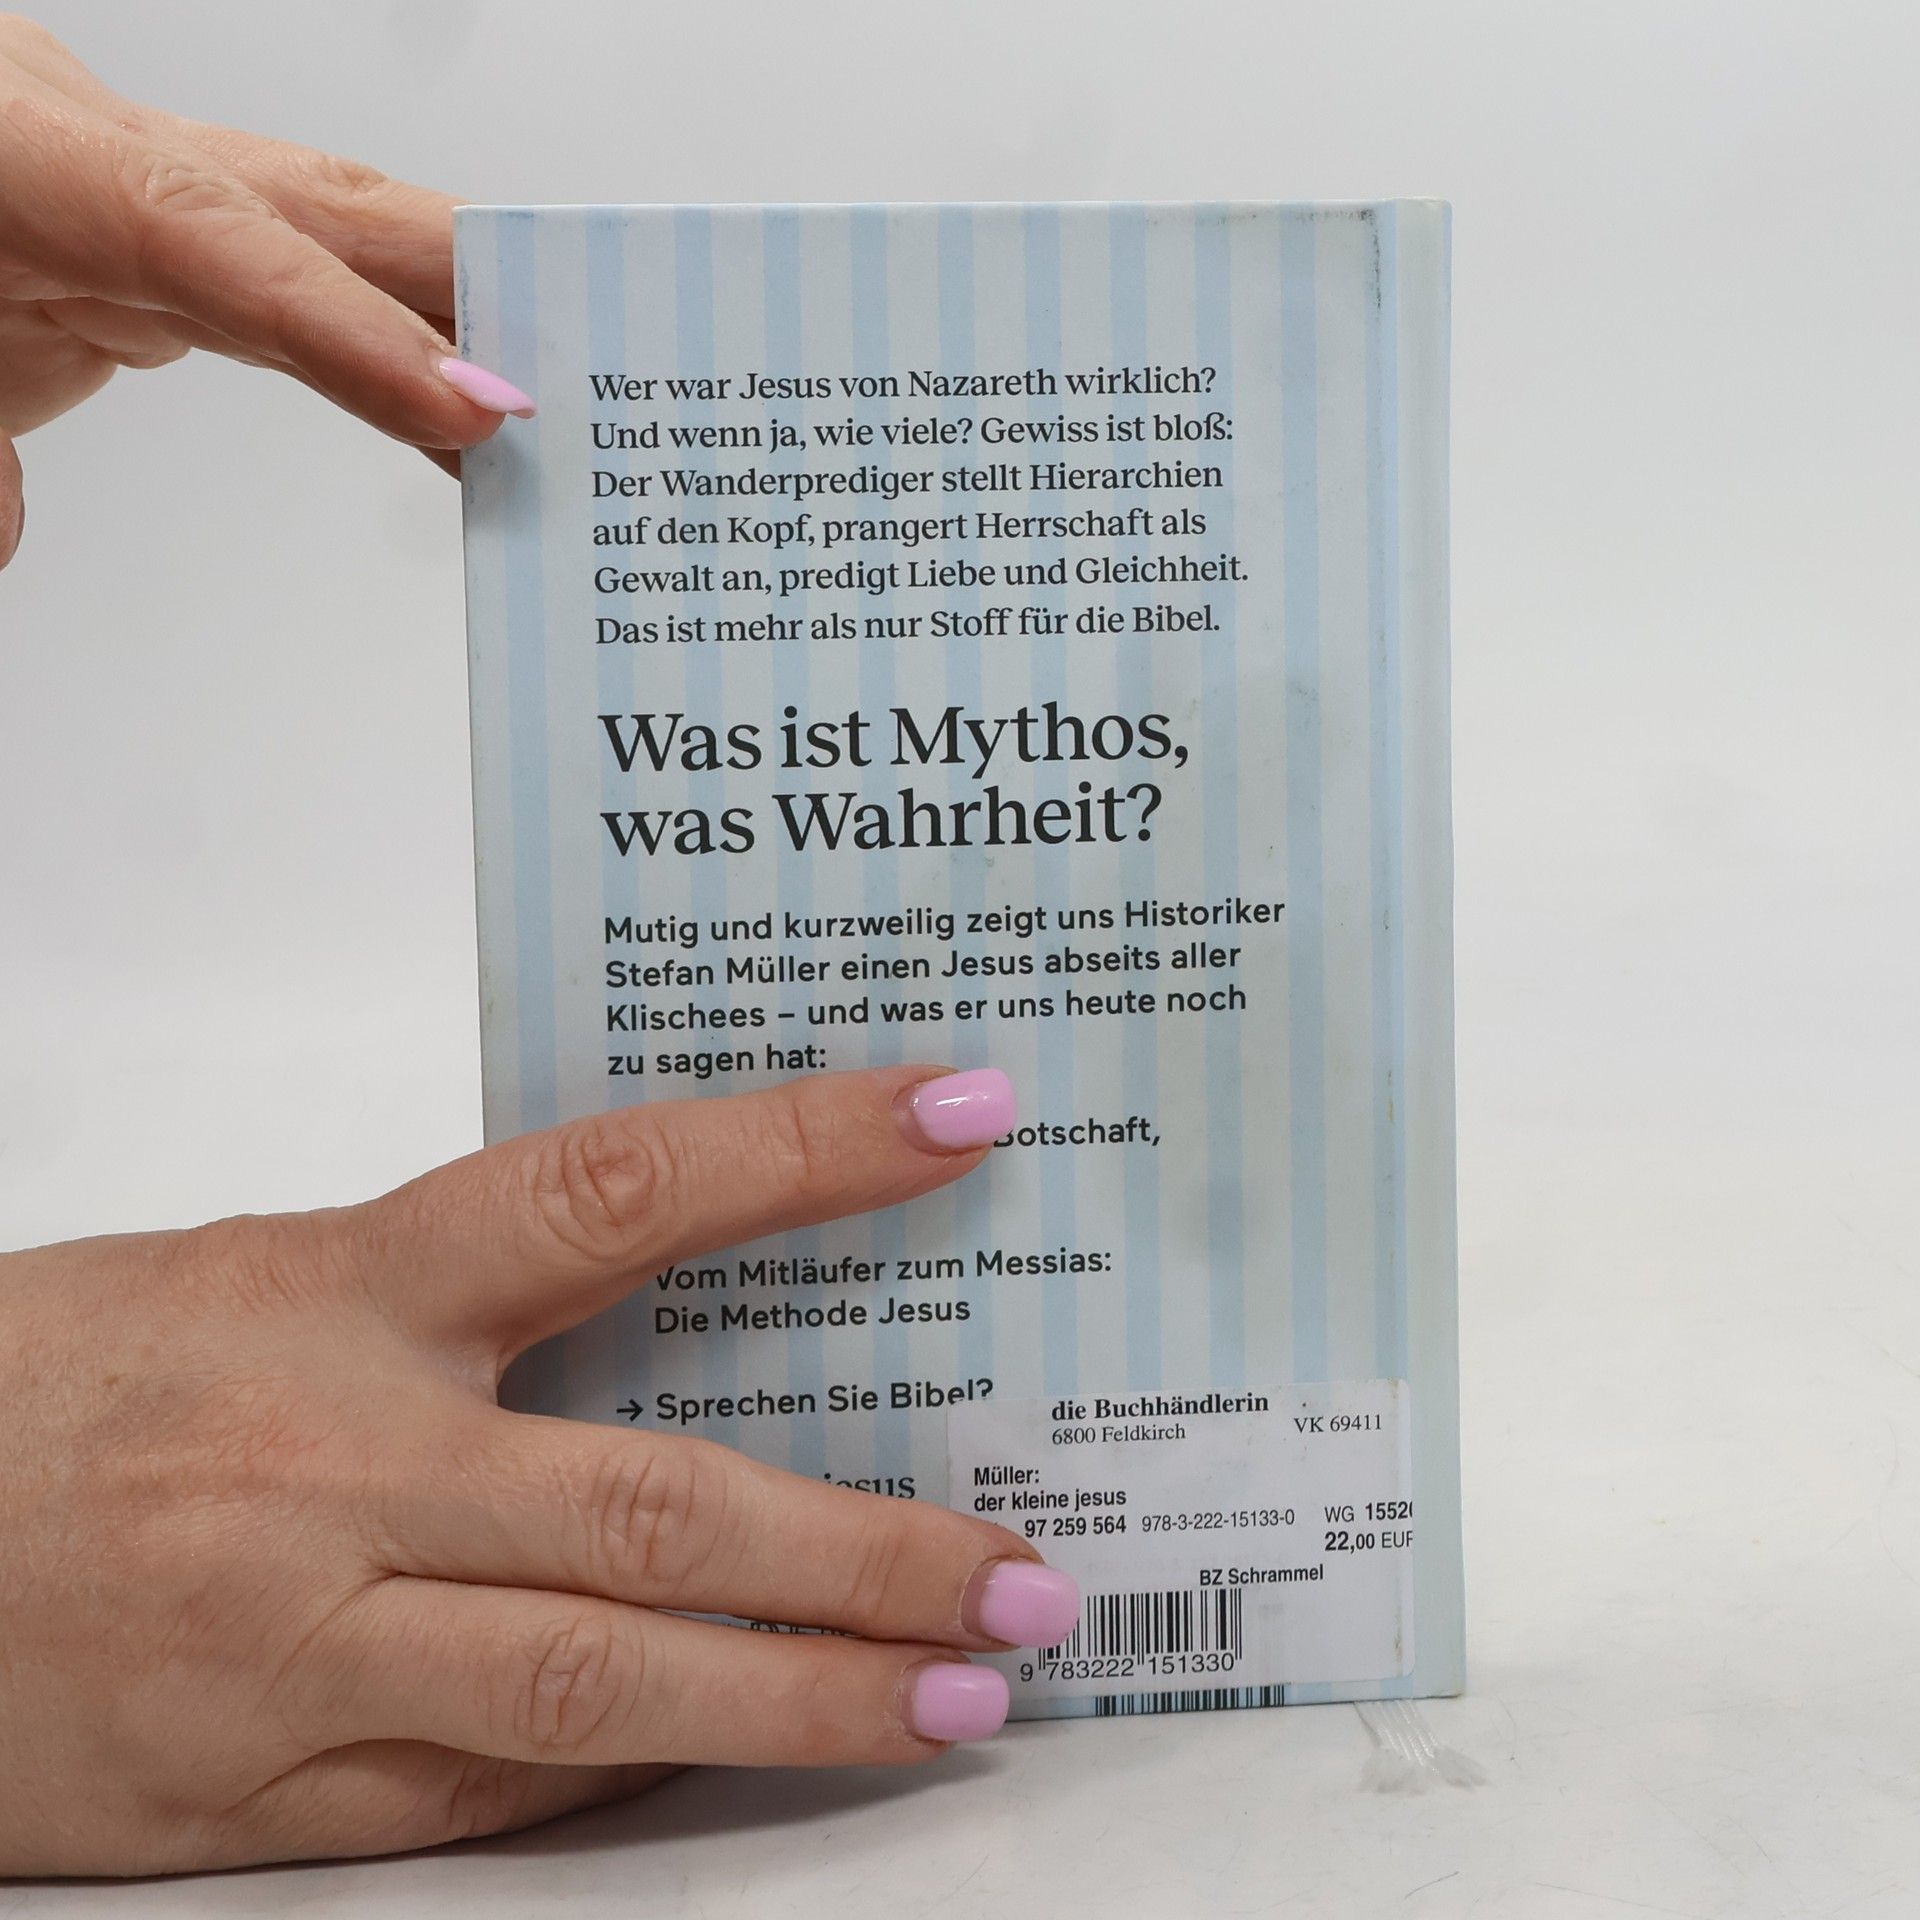 Wer war Jesus von Nazareth wirklich?
Und wenn ja, wie viele? Gewiss ist bloß:
Der Wanderprediger stellt Hierarchien
auf den Kopf, prangert Herrschaft als
Gewalt an, predigt Liebe und Gleichheit.
Das ist mehr als nur Stoff für die Bibel.
Was ist Mythos,
was Wahrheit?
Mutig und kurzweilig zeigt uns Historiker
Stefan Müller einen Jesus abseits aller
Klischees – und was er uns heute noch
zu sagen hat:
Botschaft,
Vom Mitläufer zum Messias:
Die Methode Jesus
→ Sprechen Sie Bibel?
die Buchhändlerin
6800 Feldkirch
VK 69411
Müller:
der kleine jesus
97 259 564 978-3-222-15133-0 WG 1552
22,00 EUR
BZ Schrammel
9 783222 151330